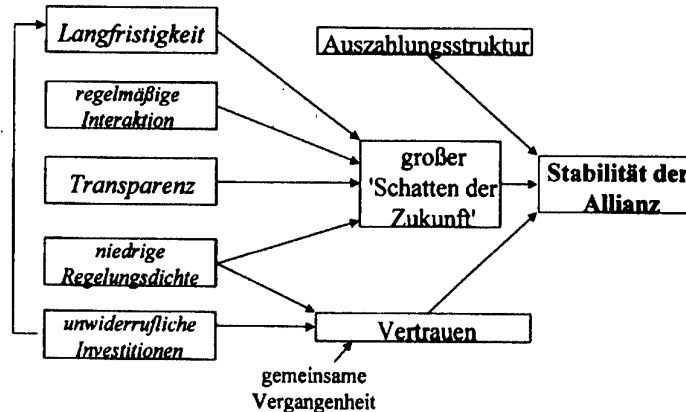 Langfristigkeit
Auszahlungsstruktur
regelmäßige
Interaktion
großer
'Schatten der
Zukunft'
Stabilität der
Allianz
Transparenz
niedrige
Regelungsdichte
unwiderrufliche
Investitionen
Vertrauen
gemeinsame
Vergangenheit